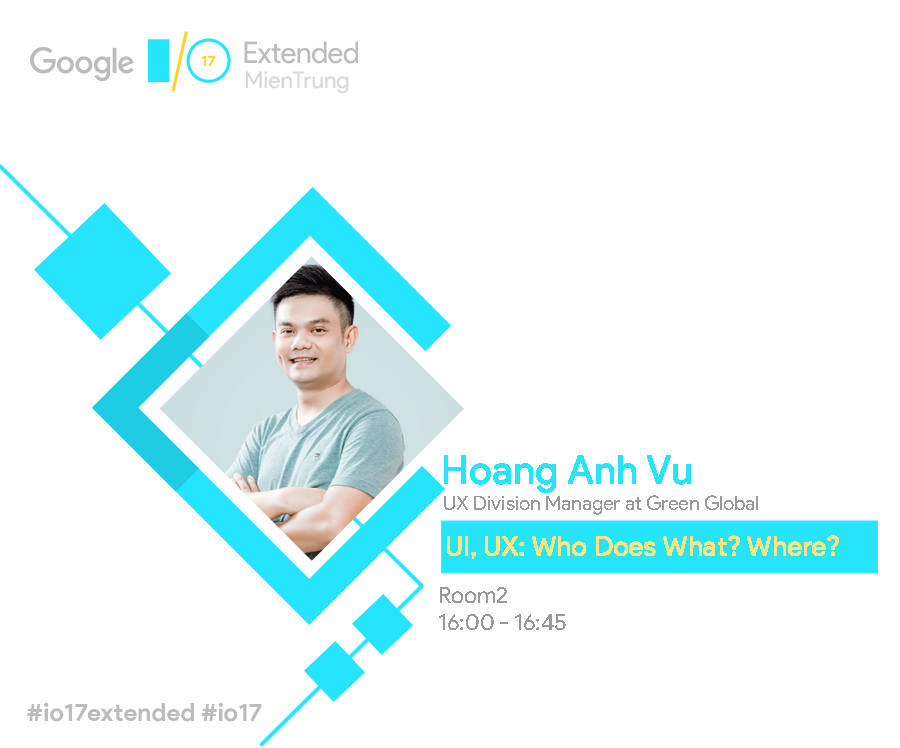 Google I/O 17 Extended
MienTrung
Hoang Anh Vu
UX Division Manager at Green Global
UI, UX: Who Does What? Where?
Room2
16:00 - 16:45
#io17extended #io17